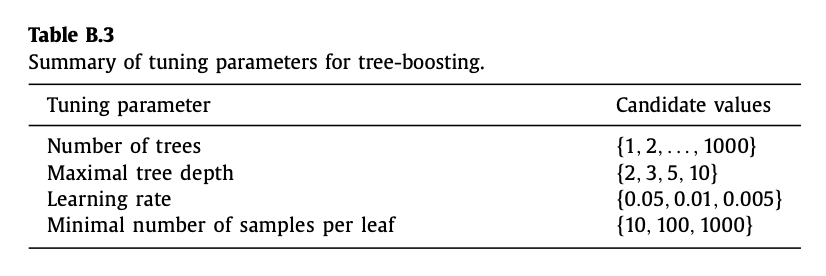 Table B.3
Summary of tuning parameters for tree-boosting.
Tuning parameter Candidate values
Number of trees {1, 2, ..., 1000}
Maximal tree depth {2, 3, 5, 10}
Learning rate {0.05, 0.01, 0.005}
Minimal number of samples per leaf {10, 100, 1000}